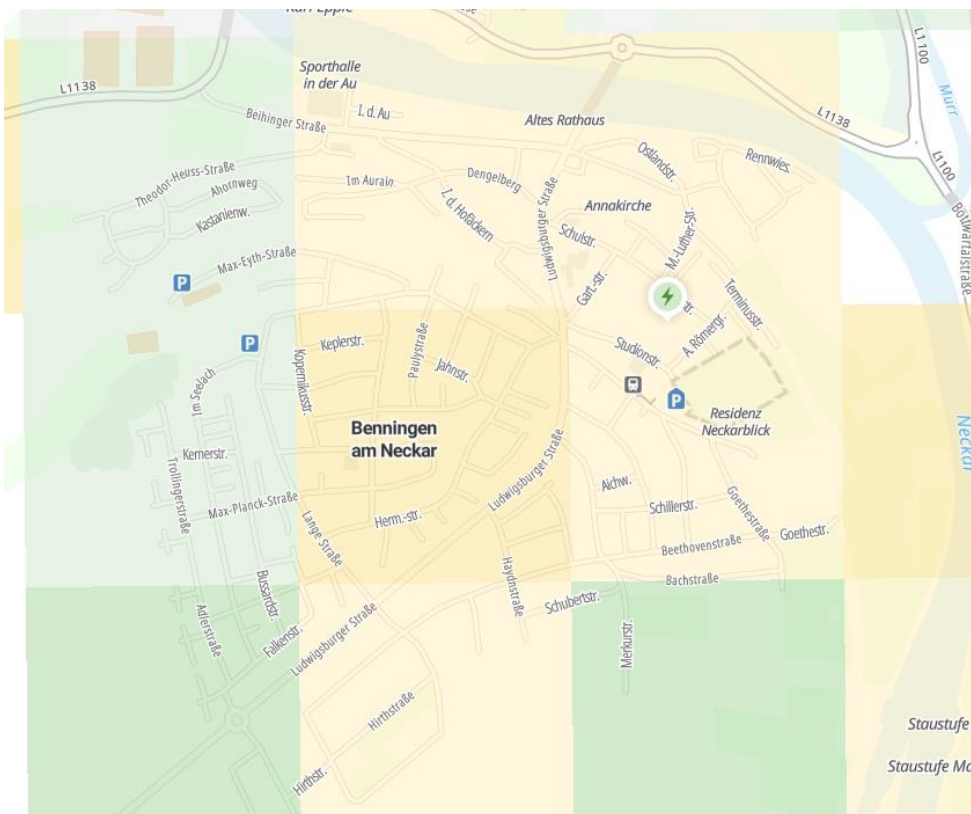 Karl Epple
L1100
L1138
Sporthalle
in der Au
I. d. Au
Beihinger Straße
Altes Rathaus
L1138
Murr
L1100
Ostlandstr.
Rennwies.
Theodor-Heuss-Straße
Ahornweg
Kastanienw.
Im Aurain
Dengelberg
I. d. Hofäckern
Ludwigsburger Straße
Annakirche
Schulstr.
M.-Luther-Str.
Bottwartalstraße
Max-Eyth-Straße
P
Gart.-str.
str.
Terminusstr.
A. Römergr.
Studionstr.
P
Keplerstr.
Kopernikusstr.
Paulystraße
Jahnstr.
Im Seelach
P
Residenz
Neckarblick
Benningen
am Neckar
Neckar
Kernerstr.
Trollingerstraße
Max-Planck-Straße
Lange Straße
Herm.-str.
Ludwigsburger Straße
Aichw.
Schillerstr.
Goethestraße
Goethestr.
Beethovenstraße
Bachstraße
Haydnstraße
Bussardstr.
Adlerstraße
Falkenstr.
Ludwigsburger Straße
Schubertstr.
Merkurstr.
Hirthstraße
Hirthstr.
Staustufe
Staustufe Ma